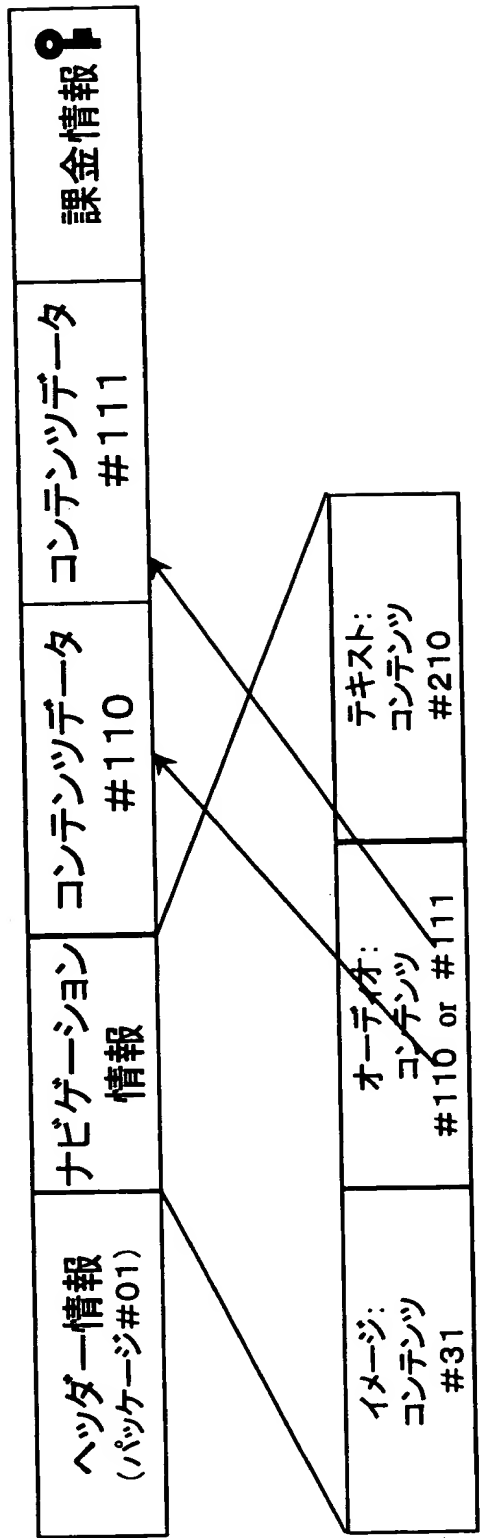 ヘッダー情報
(パッケージ#01)
ナビゲーション
情報
コンテンツデータ
#110
コンテンツデータ
#111
課金情報
イメージ:
コンテンツ
#31
オーディオ:
コンテンツ
#110 or #111
テキスト:
コンテンツ
#210